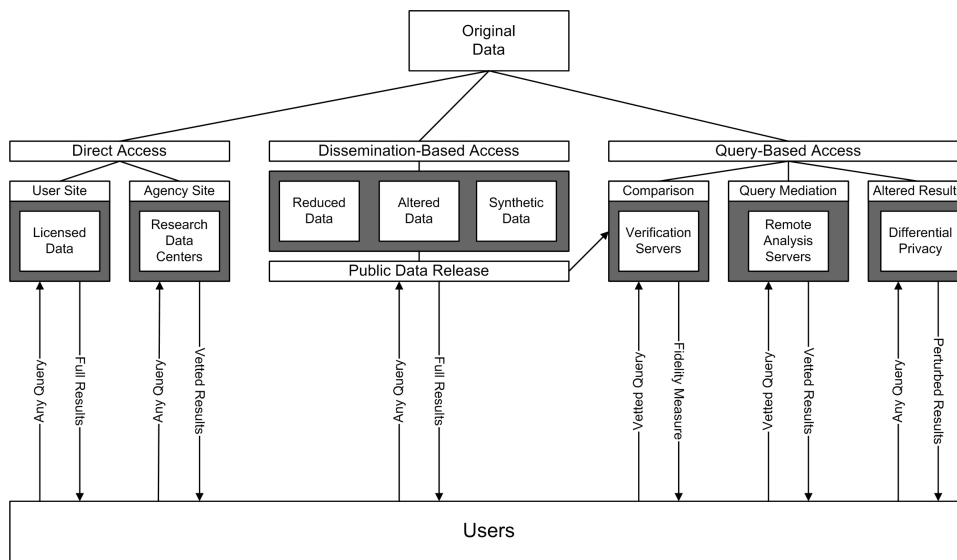 Original
Data
Direct Access
Dissemination-Based Access
Query-Based Access
User Site
Agency Site
Comparison
Query Mediation
Altered Result
Licensed
Data
Research
Data
Centers
Reduced
Data
Altered
Data
Synthetic
Data
Verification
Servers
Remote
Analysis
Servers
Differential
Privacy
Public Data Release
Any Query
Full Results
Any Query
Vetted Results
Any Query
Full Results
Vetted Query
Fidelity Measure
Vetted Query
Vetted Results
Any Query
Perturbed Results
Users